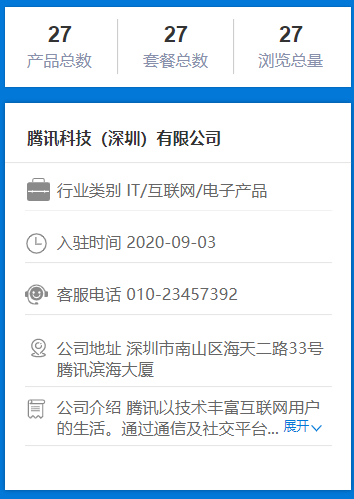 27 27 27
产品总数 套餐总数 浏览总量
腾讯科技（深圳）有限公司
行业类别 IT/互联网/电子产品
入驻时间 2020-09-03
客服电话 010-23457392
公司地址 深圳市南山区海天二路33号
腾讯滨海大厦
公司介绍 腾讯以技术丰富互联网用户
的生活。通过通信及社交平台... 展开